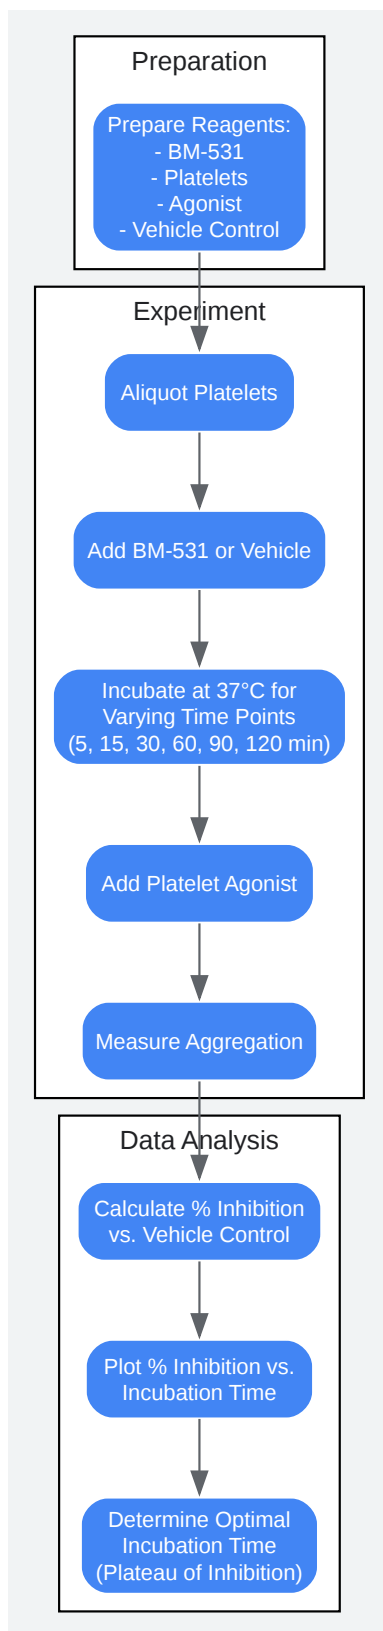 Preparation
Prepare Reagents:
- BM-531
- Platelets
- Agonist
- Vehicle Control
Experiment
Aliquot Platelets
Add BM-531 or Vehicle
Incubate at 37°C for
Varying Time Points
(5, 15, 30, 60, 90, 120 min)
Add Platelet Agonist
Measure Aggregation
Data Analysis
Calculate % Inhibition
vs. Vehicle Control
Plot % Inhibition vs.
Incubation Time
Determine Optimal
Incubation Time
(Plateau of Inhibition)